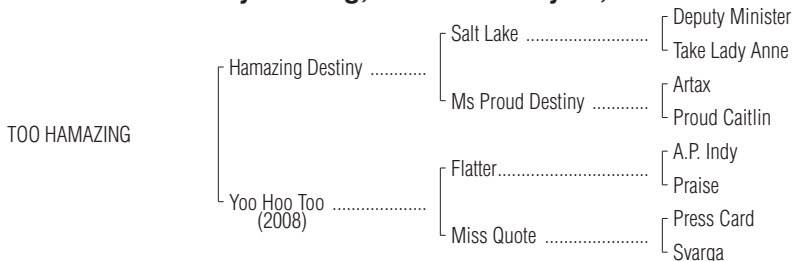 Deputy Minister
Salt Lake ........................
Take Lady Anne
Hamazing Destiny ............
Artax
Ms Proud Destiny ...........
Proud Caitlin
TOO HAMAZING
A.P. Indy
Flatter..............................
Praise
Yoo Hoo Too ...................
(2008)
Press Card
Miss Quote .....................
Svarga